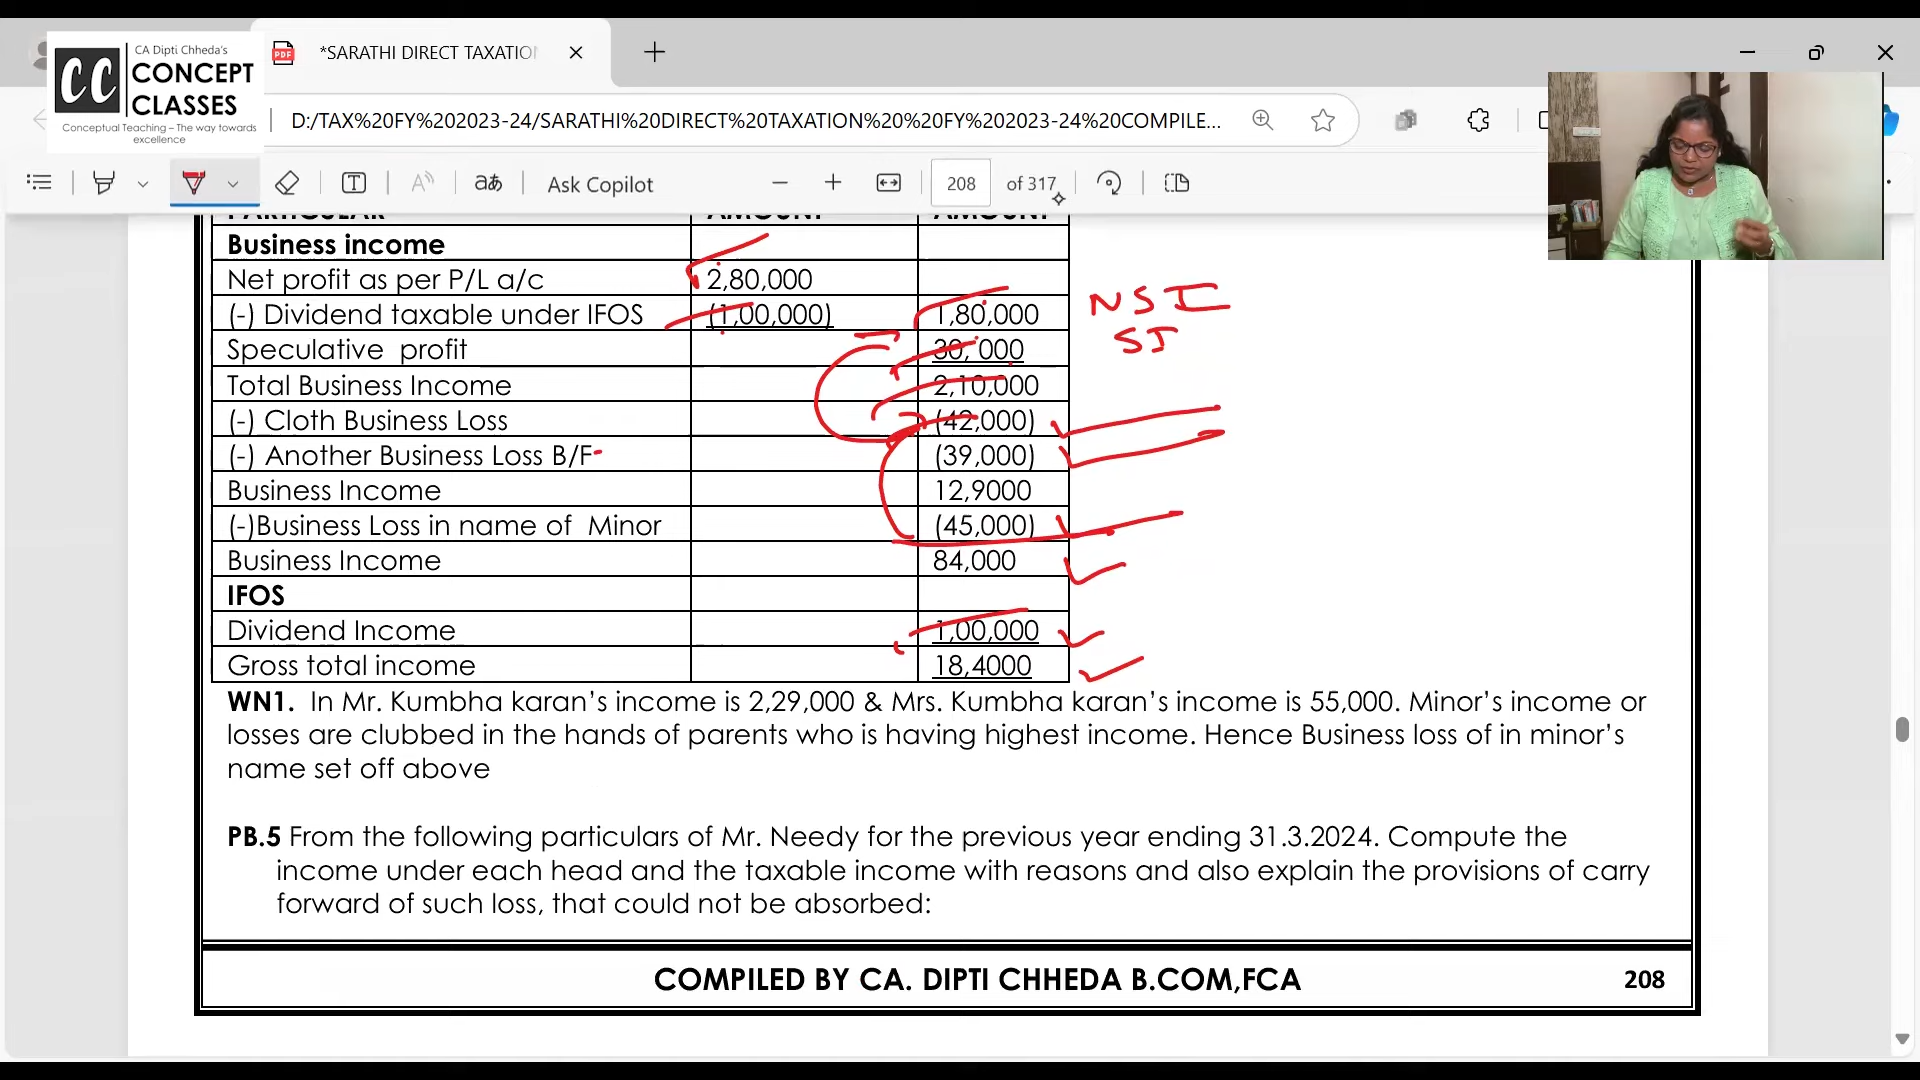 CA Dipti Chheda's
CONCEPT
CLASSES
Conceptual Teaching – The way towards
excellence
CC
*SARATHI DIRECT TAXATIO
D:/TAX%20FY%202023-24/SARATHI%20DIRECT%20TAXATION%20%20FY%202023-24%20COMPILE...
Ask Copilot
208 of 317
PARTICULAR AMOUNT AMOUNT
Business income
Net profit as per P/L a/c 2,80,000
(-) Dividend taxable under IFOS (1,00,000) 1,80,000
NSI
Speculative profit 30,000
SI
Total Business Income 2,10,000
(-) Cloth Business Loss (42,000)
(-) Another Business Loss B/F (39,000)
Business Income 12,9000
(-)Business Loss in name of Minor (45,000)
Business Income 84,000
IFOS
Dividend Income 1,00,000
Gross total income 18,4000
WN1. In Mr. Kumbha karan's income is 2,29,000 & Mrs. Kumbha karan's income is 55,000. Minor's income or
losses are clubbed in the hands of parents who is having highest income. Hence Business loss of in minor's
name set off above
PB.5 From the following particulars of Mr. Needy for the previous year ending 31.3.2024. Compute the
income under each head and the taxable income with reasons and also explain the provisions of carry
forward of such loss, that could not be absorbed:
COMPILED BY CA. DIPTI CHHEDA B.COM,FCA 208